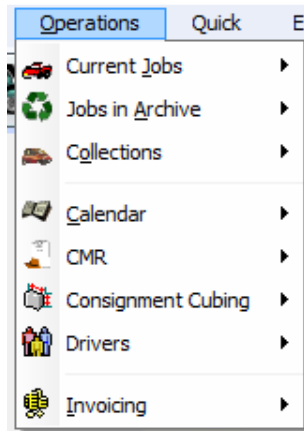 Operations Quick E
Current Jobs
Jobs in Archive
Collections
Calendar
CMR
Consignment Cubing
Drivers
Invoicing